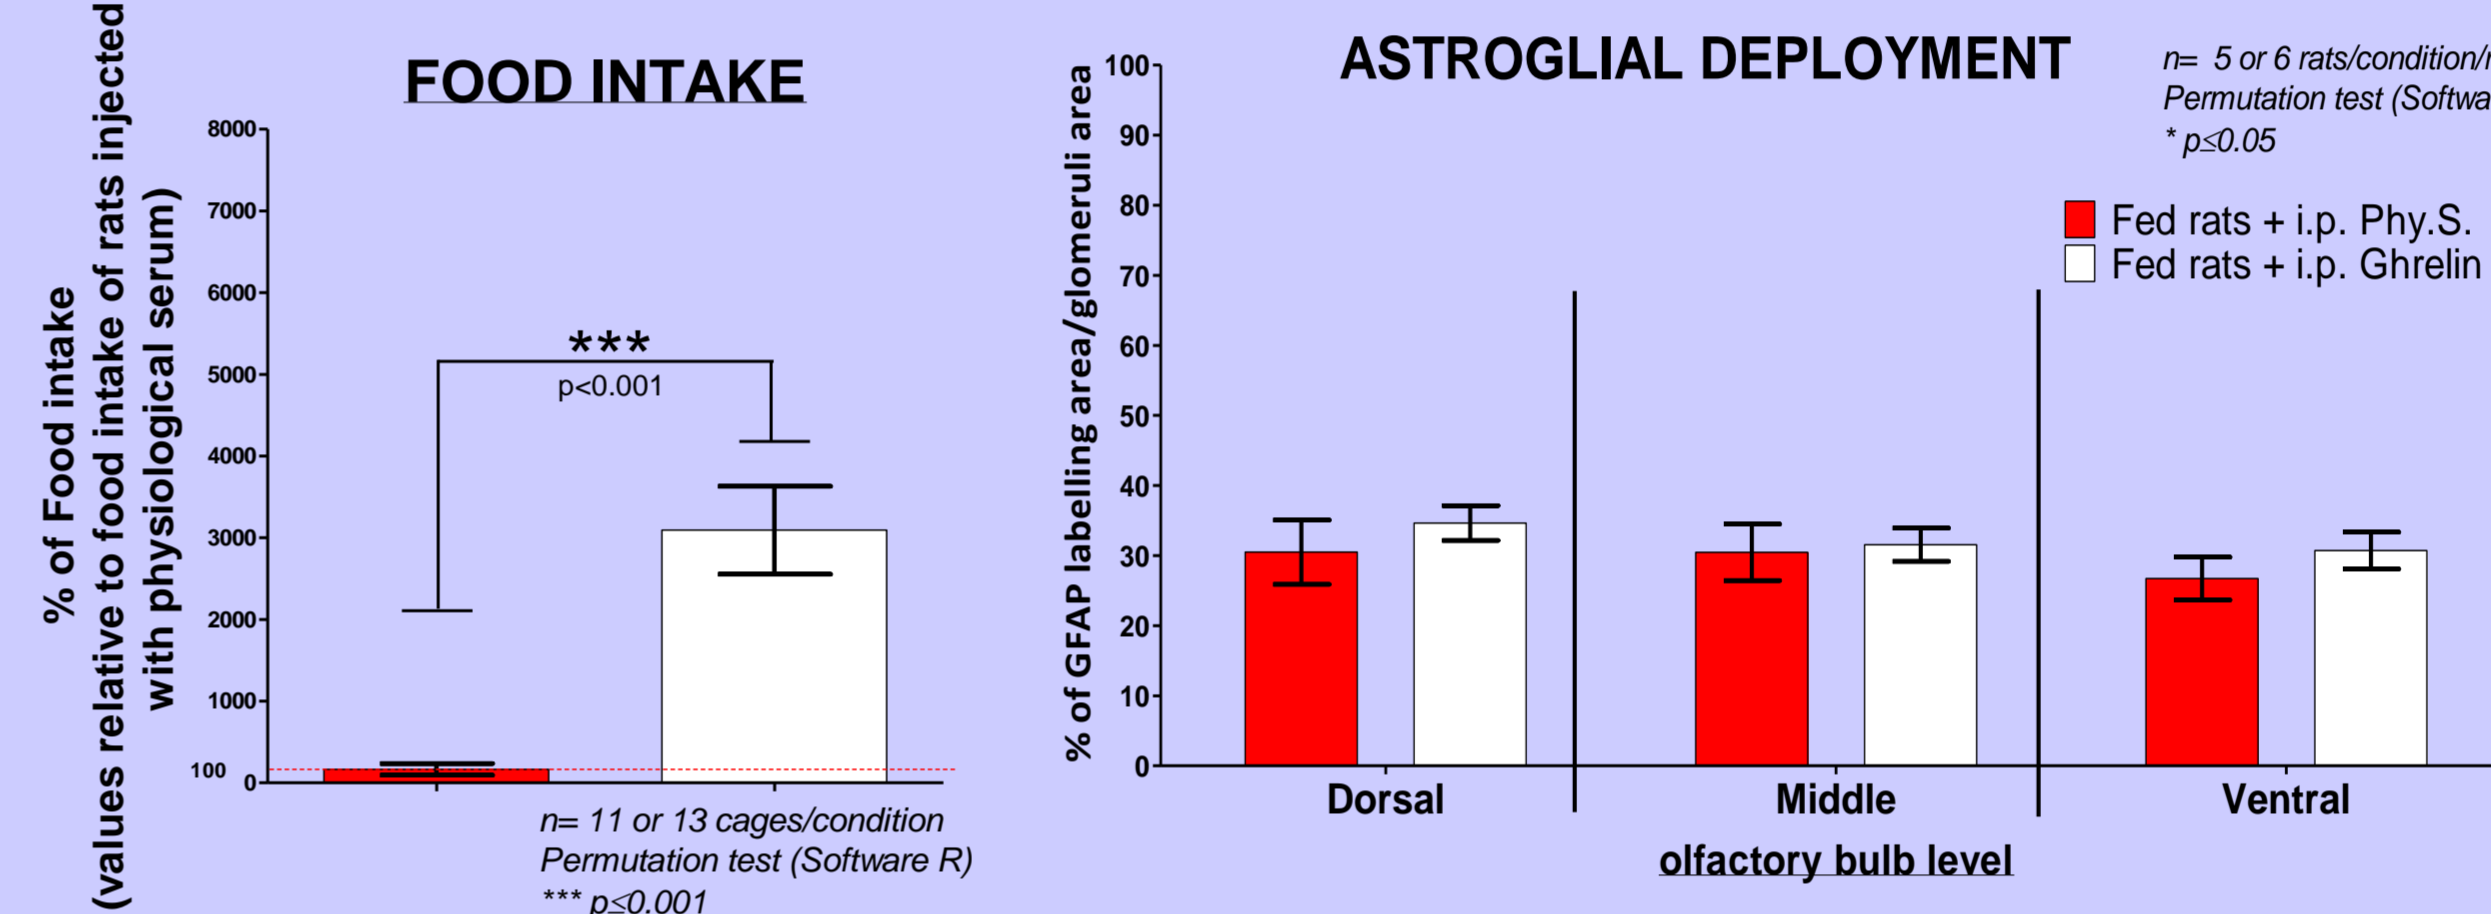 FOOD INTAKE
% of Food intake
(values relative to food intake of rats injected
with physiological serum)
8000
7000
6000
5000
4000
3000
2000
1000
100
0
***
p<0.001
n= 11 or 13 cages/condition
Permutation test (Software R)
*** p≤0.001
ASTROGLIAL DEPLOYMENT
% of GFAP labelling area/glomeruli area
100
90
80
70
60
50
40
30
20
10
0
n= 5 or 6 rats/condition/
Permutation test (Softwa
* p≤0.05
Fed rats + i.p. Phy.S.
Fed rats + i.p. Ghrelin
Dorsal
Middle
Ventral
olfactory bulb level